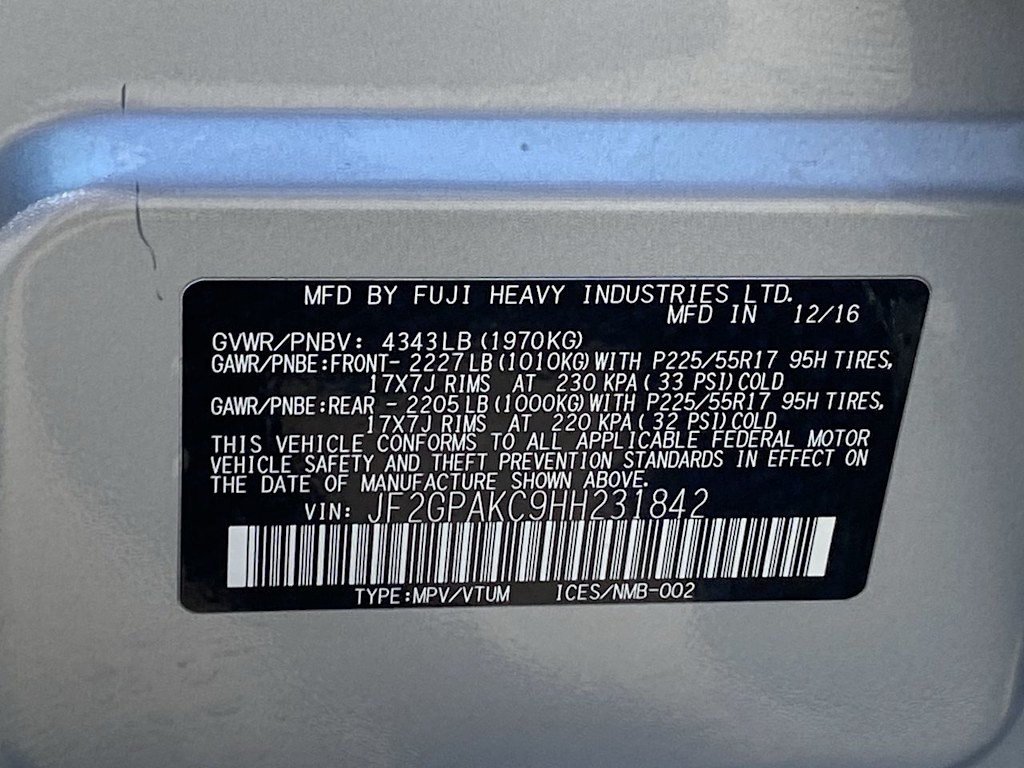 MFD BY FUJI HEAVY INDUSTRIES LTD.
MFD IN 12/16
GVWR/PNBV: 4343LB (1970KG)
GAWR/PNBE:FRONT- 2227LB (1010KG) WITH P225/55R17 95H TIRES,
17X7J RIMS AT 230 KPA ( 33 PSI) COLD
GAWR/PNBE:REAR - 2205LB (1000KG) WITH P225/55R17 95H TIRES,
17X7J RIMS AT 220 KPA ( 32 PSI) COLD
THIS VEHICLE CONFORMS TO ALL APPLICABLE FEDERAL MOTOR
VEHICLE SAFETY AND THEFT PREVENTION STANDARDS IN EFFECT ON
THE DATE OF MANUFACTURE SHOWN ABOVE.
VIN: JF2GPAKC9HH231842
TYPE:MPV/VTUM ICES/NMB-002